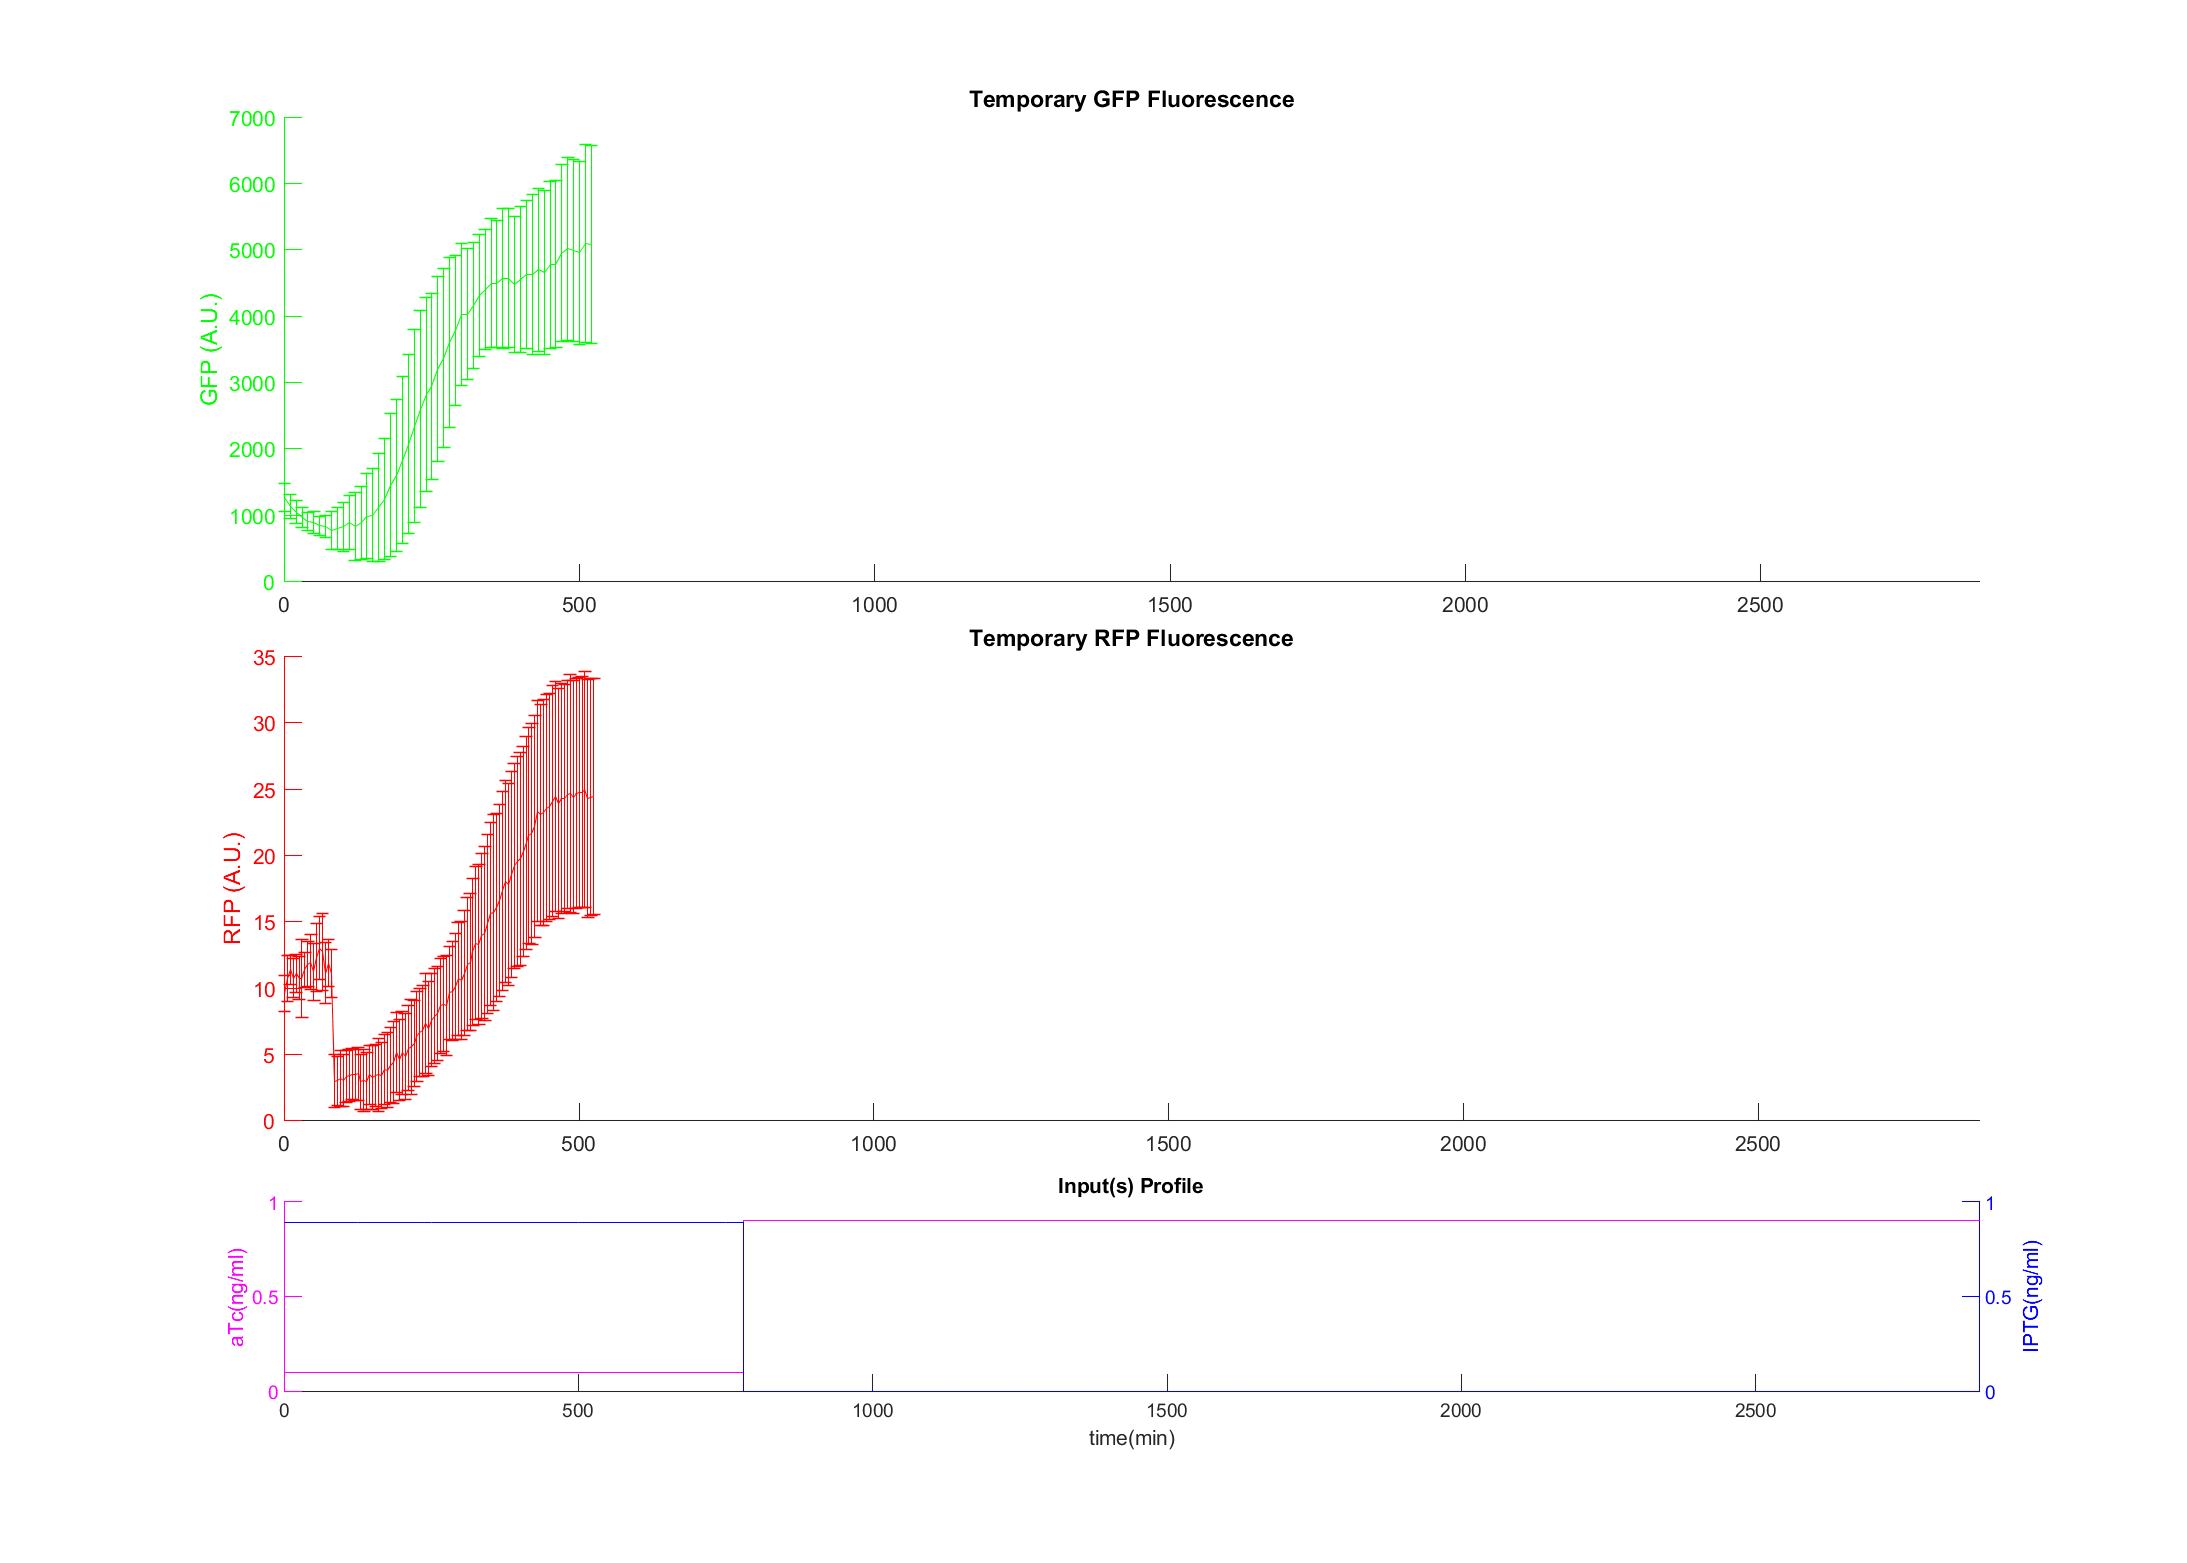 Temporary GFP Fluorescence
7000
6000
5000
4000
3000
2000
1000
0
GFP (A.U.)
0 500 1000 1500 2000 2500
Temporary RFP Fluorescence
35
30
25
20
15
10
5
0
RFP (A.U.)
0 500 1000 1500 2000 2500
Input(s) Profile
1
0.5
0
aTc(ng/ml)
1
0.5
0
IPTG(ng/ml)
0 500 1000 1500 2000 2500
time(min)